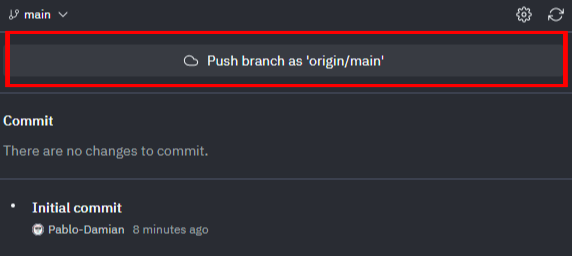 main
Push branch as 'origin/main'
Commit
There are no changes to commit.
Initial commit
Pablo-Damian 8 minutes ago